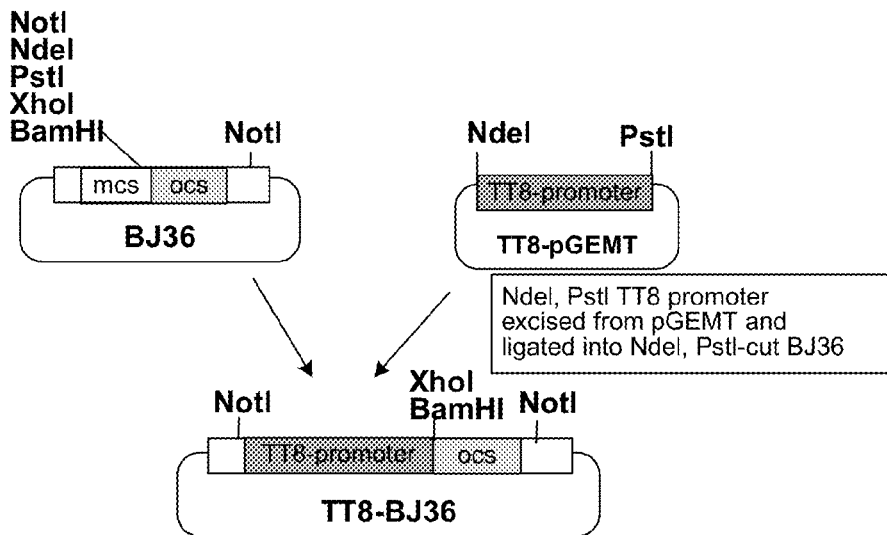 NotI
NdeI
PstI
XhoI
BamHI
NotI
mcs
ocs
BJ36
NdeI
PstI
TT8-promoter
TT8-pGEMT
NdeI, PstI TT8 promoter
excised from pGEMT and
ligated into NdeI, PstI-cut BJ36
NotI
XhoI
BamHI
NotI
TT8-promoter
ocs
TT8-BJ36